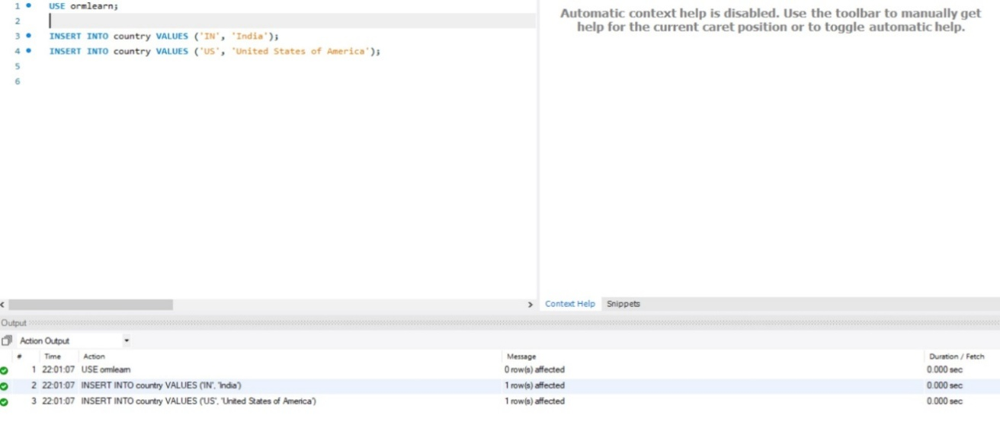 1 USE ormlearn;
2
3 INSERT INTO country VALUES ('IN', 'India');
4 INSERT INTO country VALUES ('US', 'United States of America');
5
6
Automatic context help is disabled. Use the toolbar to manually get
help for the current caret position or to toggle automatic help.
Context Help Snippets
Output
Action Output
# Time Action Message Duration / Fetch
1 22:01:07 USE ormlearn 0 row(s) affected 0.000 sec
2 22:01:07 INSERT INTO country VALUES ('IN', 'India') 1 row(s) affected 0.000 sec
3 22:01:07 INSERT INTO country VALUES ('US', 'United States of America') 1 row(s) affected 0.000 sec